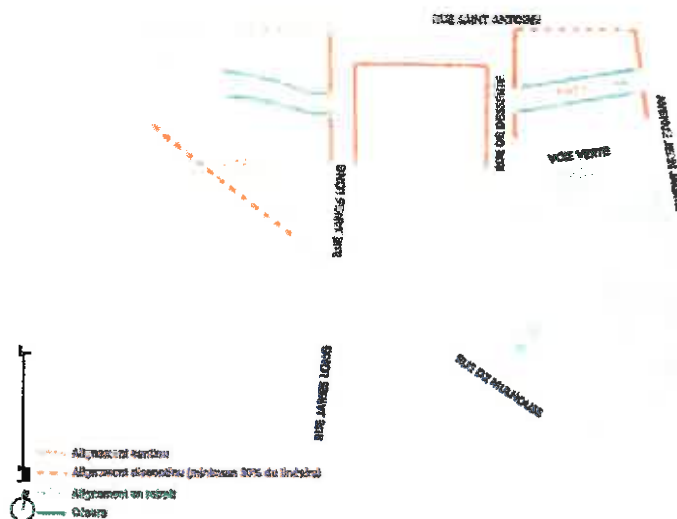 RUE SAINT ANTOINE
RUE DE DESSERTE
VOIE VERTE
RUE JAMES LONG
RUE JAMES LONG
RUE DE MULHOUSE
Alignement continu
Alignement discontinu (minimum 50% du linéaire)
Alignement en retrait